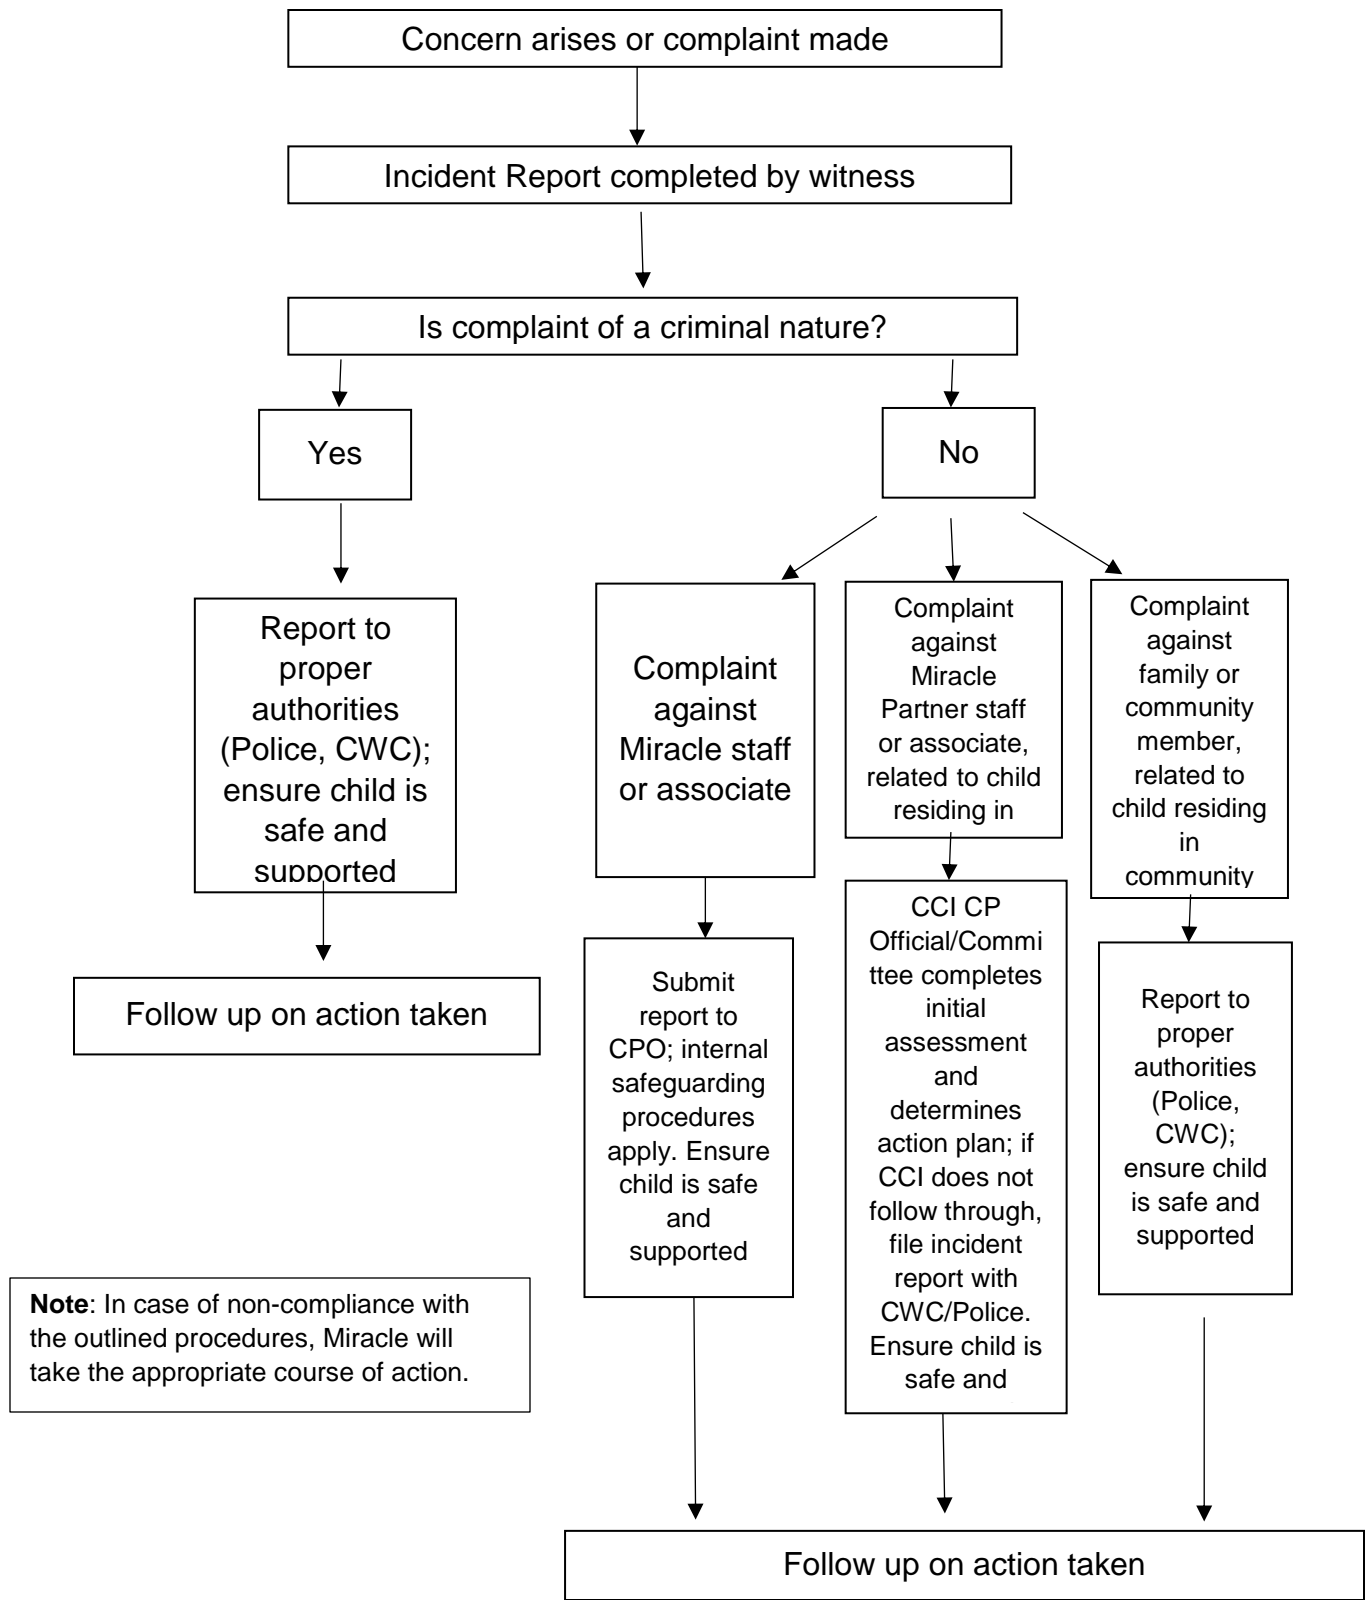 Concern arises or complaint made
Incident Report completed by witness
Is complaint of a criminal nature?
Yes
No
Report to
proper
authorities
(Police, CWC);
ensure child is
safe and
supported
Follow up on action taken
Complaint
against
Miracle staff
or associate
Submit
report to
CPO; internal
safeguarding
procedures
apply. Ensure
child is safe
and
supported
Complaint
against
Miracle
Partner staff
or associate,
related to child
residing in
CCI CP
Official/Commi
ttee completes
initial
assessment
and
determines
action plan; if
CCI does not
follow through,
file incident
report with
CWC/Police.
Ensure child is
safe and
Complaint
against
family or
community
member,
related to
child residing
in
community
Report to
proper
authorities
(Police,
CWC);
ensure child
is safe and
supported
Note: In case of non-compliance with
the outlined procedures, Miracle will
take the appropriate course of action.
Follow up on action taken